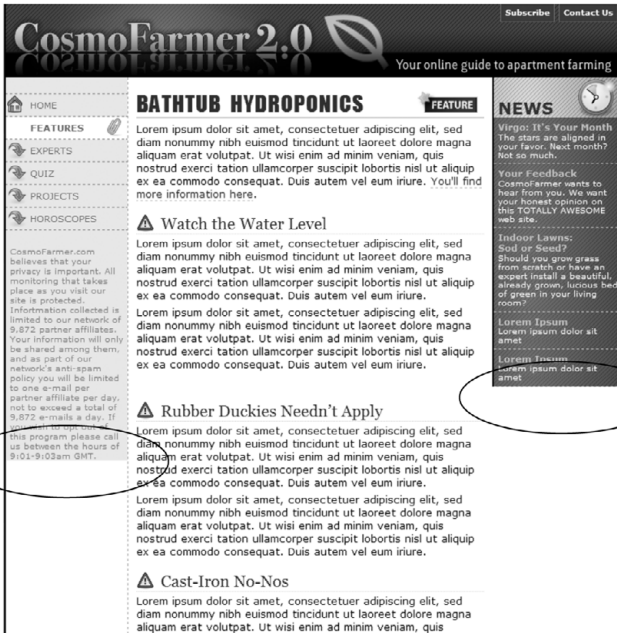 Subscribe
Contact Us
CosmoFarmer 2.0
Your online guide to apartment farming
HOME
FEATURES
EXPERTS
QUIZ
PROJECTS
HOROSCOPES
CosmoFarmer.com
believes that your
privacy is important. All
monitoring that takes
place as you visit our
site is protected.
Infortmation collected is
limited to our network of
9,872 partner affiliates.
Your information will only
be shared among them,
and as part of our
network's anti-spam
policy you will be limited
to one e-mail per
partner affiliate per day,
not to exceed a total of
9,872 e-mails a day. If
you wish to opt out of
this program please call
us between the hours of
9:01-9:03am GMT.
BATHTUB HYDROPONICS
FEATURE
Lorem ipsum dolor sit amet, consectetuer adipiscing elit, sed
diam nonummy nibh euismod tincidunt ut laoreet dolore magna
aliquam erat volutpat. Ut wisi enim ad minim veniam, quis
nostrud exerci tation ullamcorper suscipit lobortis nisl ut aliquip
ex ea commodo consequat. Duis autem vel eum iriure. You'll find
more information here.
Watch the Water Level
Lorem ipsum dolor sit amet, consectetuer adipiscing elit, sed
diam nonummy nibh euismod tincidunt ut laoreet dolore magna
aliquam erat volutpat. Ut wisi enim ad minim veniam, quis
nostrud exerci tation ullamcorper suscipit lobortis nisl ut aliquip
ex ea commodo consequat. Duis autem vel eum iriure.
Lorem ipsum dolor sit amet, consectetuer adipiscing elit, sed
diam nonummy nibh euismod tincidunt ut laoreet dolore magna
aliquam erat volutpat. Ut wisi enim ad minim veniam, quis
nostrud exerci tation ullamcorper suscipit lobortis nisl ut aliquip
ex ea commodo consequat. Duis autem vel eum iriure.
Rubber Duckies Needn't Apply
Lorem ipsum dolor sit amet, consectetuer adipiscing elit, sed
diam nonummy nibh euismod tincidunt ut laoreet dolore magna
aliquam erat volutpat. Ut wisi enim ad minim veniam, quis
nostrud exerci tation ullamcorper suscipit lobortis nisl ut aliquip
ex ea commodo consequat. Duis autem vel eum iriure.
Lorem ipsum dolor sit amet, consectetuer adipiscing elit, sed
diam nonummy nibh euismod tincidunt ut laoreet dolore magna
aliquam erat volutpat. Ut wisi enim ad minim veniam, quis
nostrud exerci tation ullamcorper suscipit lobortis nisl ut aliquip
ex ea commodo consequat. Duis autem vel eum iriure.
Cast-Iron No-Nos
Lorem ipsum dolor sit amet, consectetuer adipiscing elit, sed
diam nonummy nibh euismod tincidunt ut laoreet dolore magna
aliquam erat volutpat. Ut wisi enim ad minim veniam, quis
NEWS
Virgo: It's Your Month
The stars are aligned in
your favor. Next month?
Not so much.
Your Feedback
CosmoFarmer wants to
hear from you. We want
your honest opinion on
this TOTALLY AWESOME
web site.
Indoor Lawns:
Sod or Seed?
Should you grow grass
from scratch or have an
expert install a beautiful,
already grown, lucious bed
of green in your living
room?
Lorem Ipsum
Lorem ipsum dolor sit
amet
Lorem Ipsum
Lorem ipsum dolor sit
amet